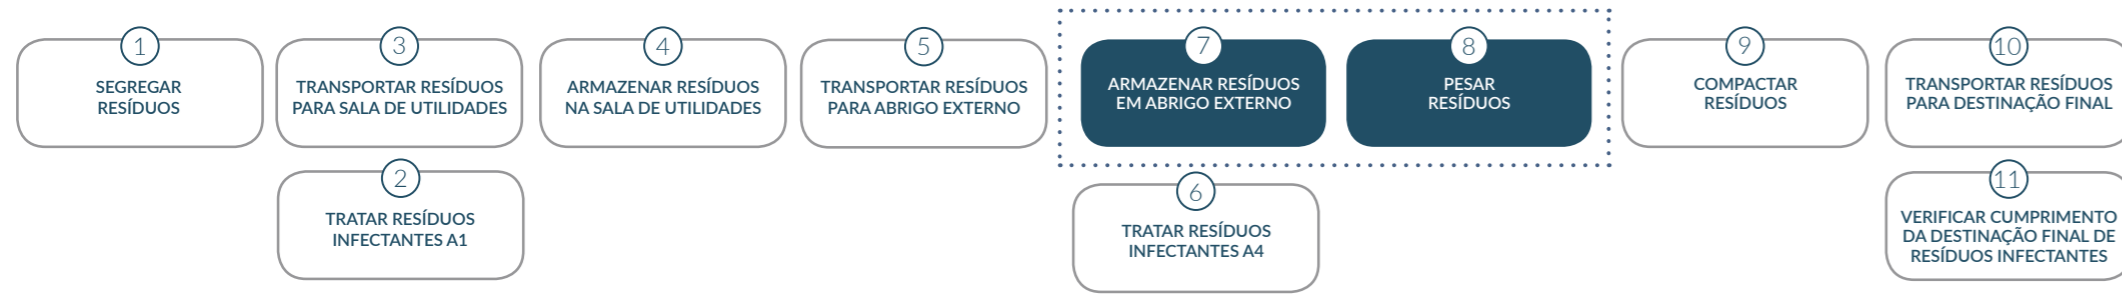 1
SEGREGAR
RESÍDUOS
3
TRANSPORTAR RESÍDUOS
PARA SALA DE UTILIDADES
4
ARMAZENAR RESÍDUOS
NA SALA DE UTILIDADES
5
TRANSPORTAR RESÍDUOS
PARA ABRIGO EXTERNO
7
ARMAZENAR RESÍDUOS
EM ABRIGO EXTERNO
8
PESAR
RESÍDUOS
9
COMPACTAR
RESÍDUOS
10
TRANSPORTAR RESÍDUOS
PARA DESTINAÇÃO FINAL
2
TRATAR RESÍDUOS
INFECTANTES A1
6
TRATAR RESÍDUOS
INFECTANTES A4
11
VERIFICAR CUMPRIMENTO
DA DESTINAÇÃO FINAL DE
RESÍDUOS INFECTANTES